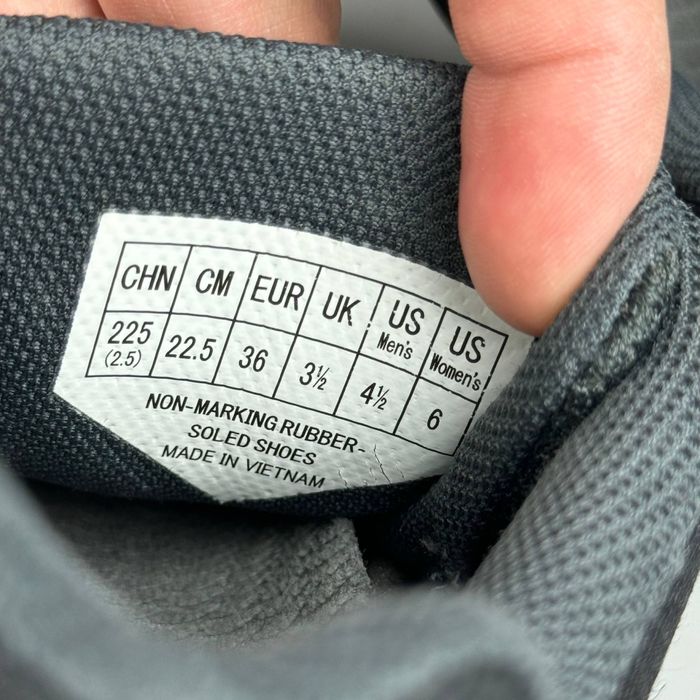 CHN CM EUR UK US Men's US Women's
225 (2.5) 22.5 36 3½ 4½ 6
NON-MARKING RUBBER-
SOLED SHOES
MADE IN VIETNAM